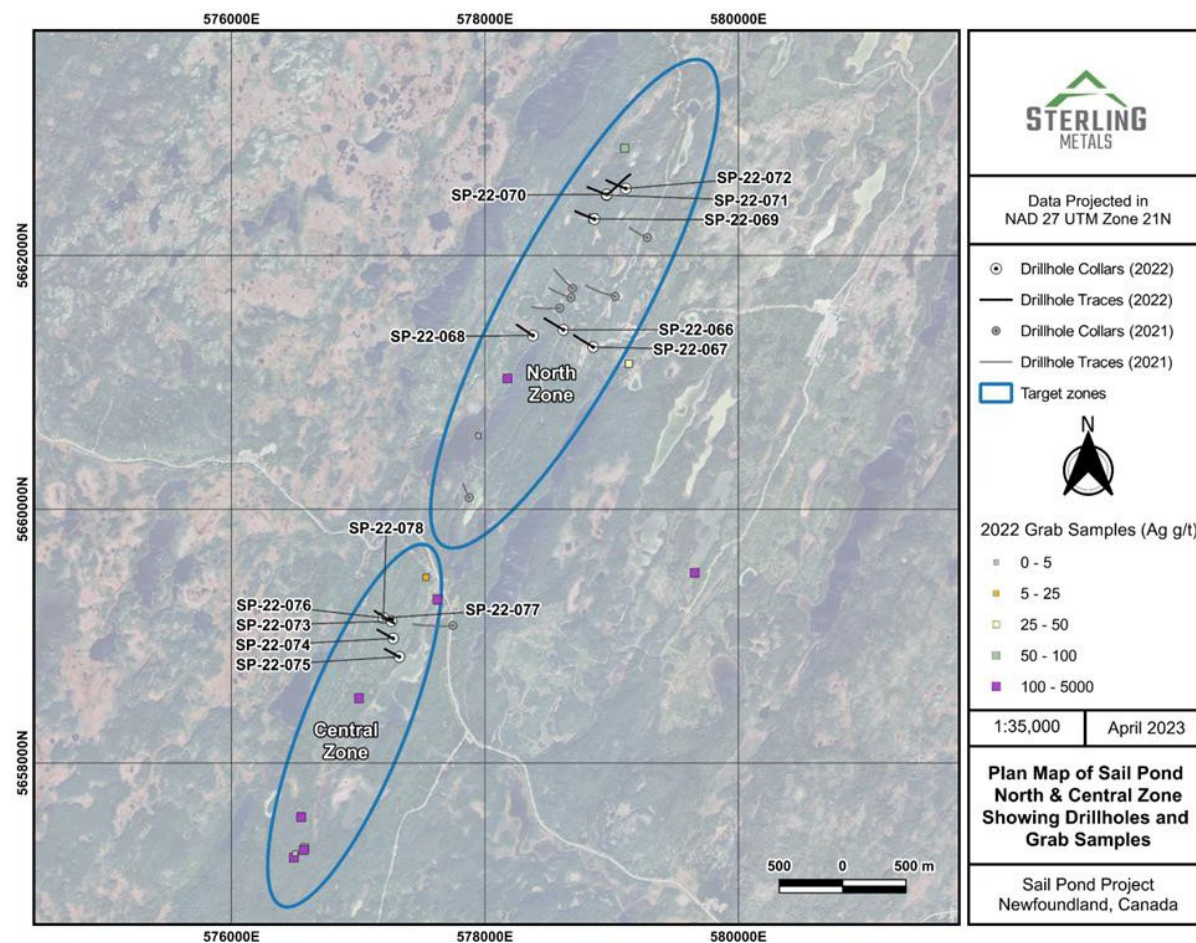 576000E
578000E
580000E
SP-22-072
SP-22-070
SP-22-071
SP-22-069
5662000N
SP-22-068
SP-22-066
SP-22-067
North
Zone
5660000N
SP-22-078
SP-22-076
SP-22-077
SP-22-073
SP-22-074
SP-22-075
Central
Zone
5658000N
500 0 500 m
576000E
578000E
580000E
STERLING
METALS
Data Projected in
NAD 27 UTM Zone 21N
Drillhole Collars (2022)
Drillhole Traces (2022)
Drillhole Collars (2021)
Drillhole Traces (2021)
Target zones
N
2022 Grab Samples (Ag g/t)
0 - 5
5 - 25
25 - 50
50 - 100
100 - 5000
1:35,000
April 2023
Plan Map of Sail Pond
North & Central Zone
Showing Drillholes and
Grab Samples
Sail Pond Project
Newfoundland, Canada